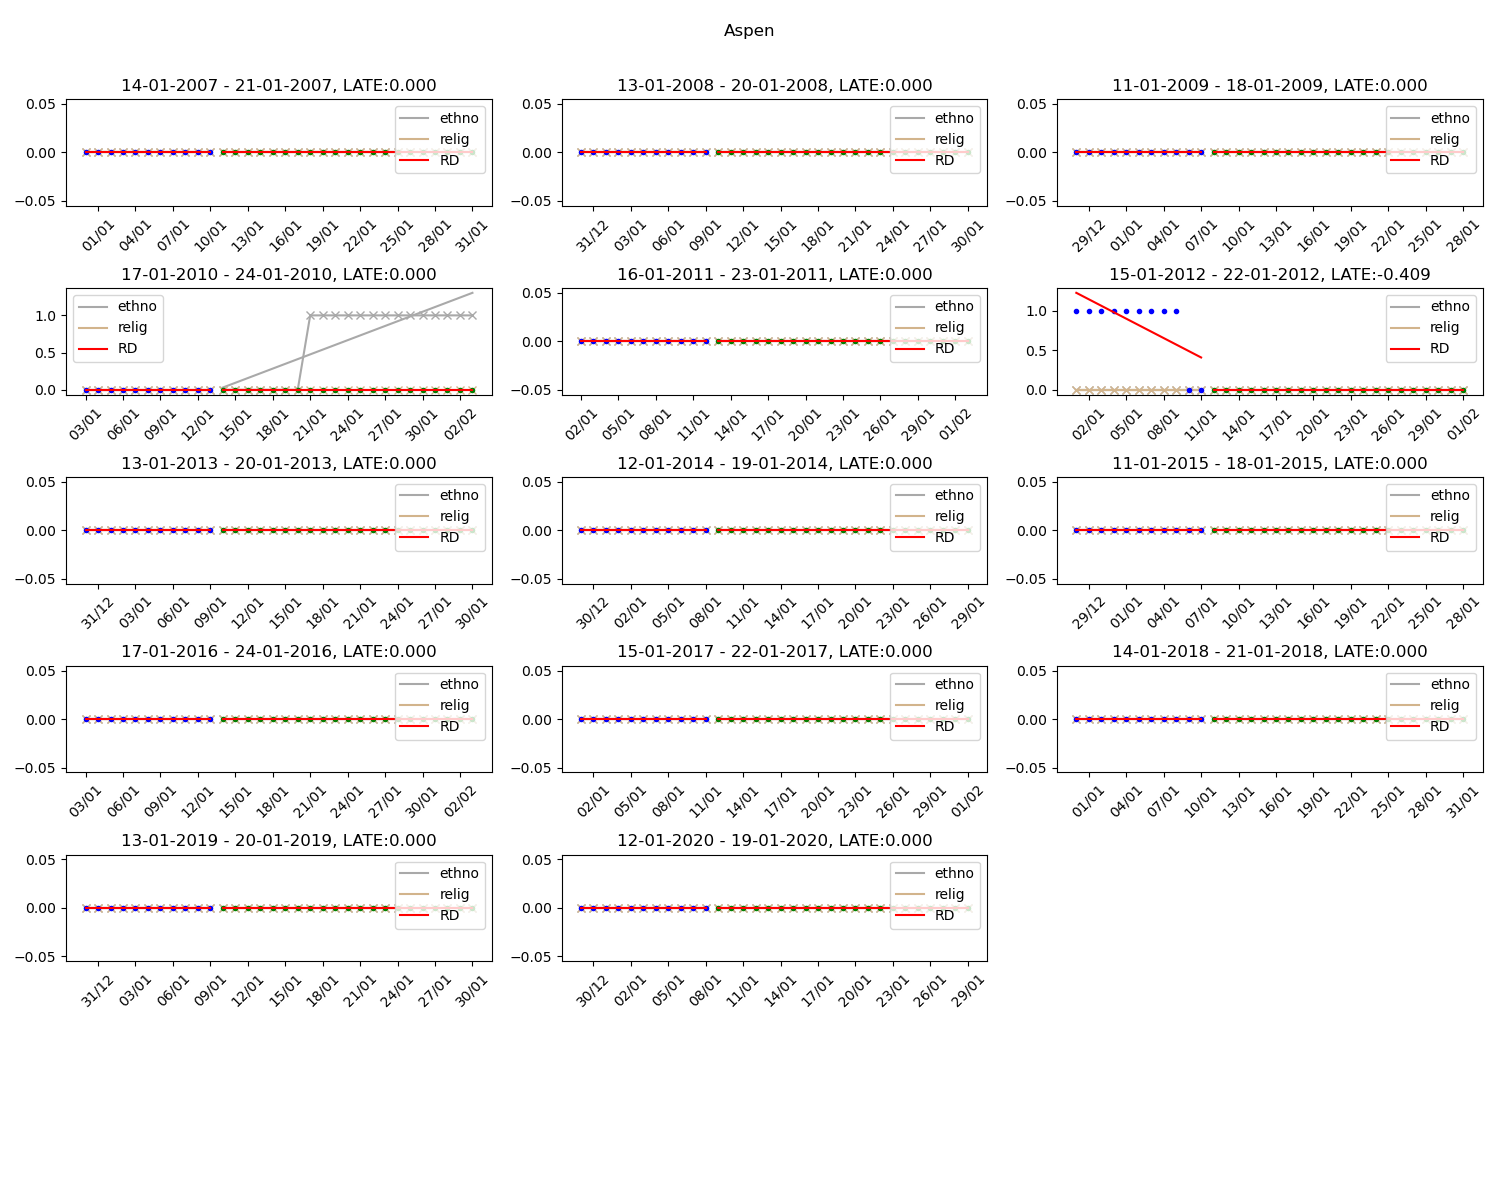 Aspen
14-01-2007 - 21-01-2007, LATE:0.000
0.05
0.00
−0.05
ethno
relig
RD
01/01 04/01 07/01 10/01 13/01 16/01 19/01 22/01 25/01 28/01 31/01
13-01-2008 - 20-01-2008, LATE:0.000
0.05
0.00
−0.05
ethno
relig
RD
31/12 03/01 06/01 09/01 12/01 15/01 18/01 21/01 24/01 27/01 30/01
11-01-2009 - 18-01-2009, LATE:0.000
0.05
0.00
−0.05
ethno
relig
RD
29/12 01/01 04/01 07/01 10/01 13/01 16/01 19/01 22/01 25/01 28/01
17-01-2010 - 24-01-2010, LATE:0.000
1.0
0.5
0.0
ethno
relig
RD
03/01 06/01 09/01 12/01 15/01 18/01 21/01 24/01 27/01 30/01 02/02
16-01-2011 - 23-01-2011, LATE:0.000
0.05
0.00
−0.05
ethno
relig
RD
02/01 05/01 08/01 11/01 14/01 17/01 20/01 23/01 26/01 29/01 01/02
15-01-2012 - 22-01-2012, LATE:-0.409
1.0
0.5
0.0
ethno
relig
RD
02/01 05/01 08/01 11/01 14/01 17/01 20/01 23/01 26/01 29/01 01/02
13-01-2013 - 20-01-2013, LATE:0.000
0.05
0.00
−0.05
ethno
relig
RD
31/12 03/01 06/01 09/01 12/01 15/01 18/01 21/01 24/01 27/01 30/01
12-01-2014 - 19-01-2014, LATE:0.000
0.05
0.00
−0.05
ethno
relig
RD
30/12 02/01 05/01 08/01 11/01 14/01 17/01 20/01 23/01 26/01 29/01
11-01-2015 - 18-01-2015, LATE:0.000
0.05
0.00
−0.05
ethno
relig
RD
29/12 01/01 04/01 07/01 10/01 13/01 16/01 19/01 22/01 25/01 28/01
17-01-2016 - 24-01-2016, LATE:0.000
0.05
0.00
−0.05
ethno
relig
RD
03/01 06/01 09/01 12/01 15/01 18/01 21/01 24/01 27/01 30/01 02/02
15-01-2017 - 22-01-2017, LATE:0.000
0.05
0.00
−0.05
ethno
relig
RD
02/01 05/01 08/01 11/01 14/01 17/01 20/01 23/01 26/01 29/01 01/02
14-01-2018 - 21-01-2018, LATE:0.000
0.05
0.00
−0.05
ethno
relig
RD
01/01 04/01 07/01 10/01 13/01 16/01 19/01 22/01 25/01 28/01 31/01
13-01-2019 - 20-01-2019, LATE:0.000
0.05
0.00
−0.05
ethno
relig
RD
31/12 03/01 06/01 09/01 12/01 15/01 18/01 21/01 24/01 27/01 30/01
12-01-2020 - 19-01-2020, LATE:0.000
0.05
0.00
−0.05
ethno
relig
RD
30/12 02/01 05/01 08/01 11/01 14/01 17/01 20/01 23/01 26/01 29/01